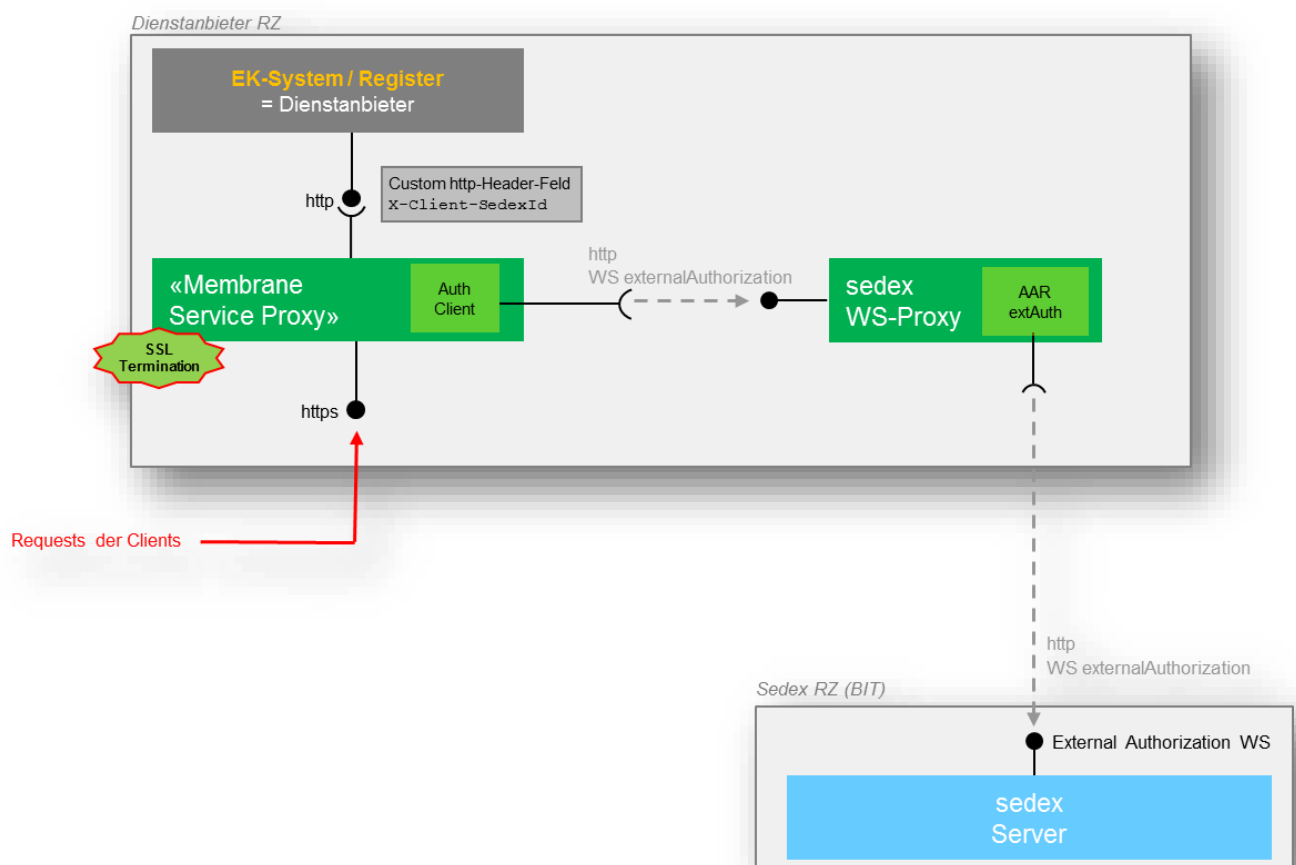 Dienstanbieter RZ
EK-System / Register
= Dienstanbieter
Custom http-Header-Feld
X-Client-SedexId
http
http
WS externalAuthorization
«Membrane
Service Proxy»
Auth
Client
sedex
WS-Proxy
AAR
extAuth
SSL
Termination
https
Requests der Clients
http
WS externalAuthorization
Sedex RZ (BIT)
External Authorization WS
sedex
Server